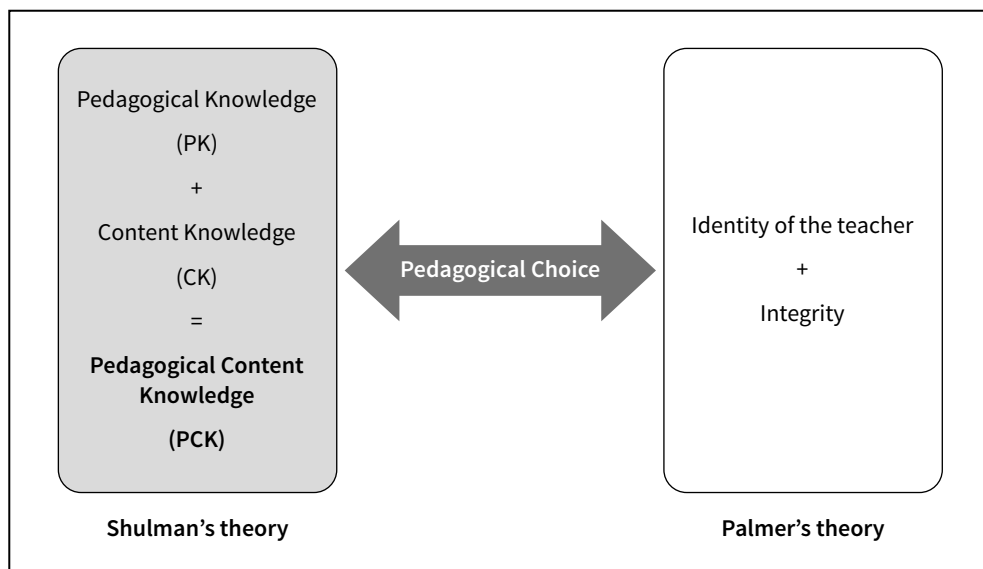 Pedagogical Knowledge
(PK)
+
Content Knowledge
(CK)
=
Pedagogical Content
Knowledge
(PCK)
Shulman’s theory
Pedagogical Choice
Identity of the teacher
+
Integrity
Palmer’s theory